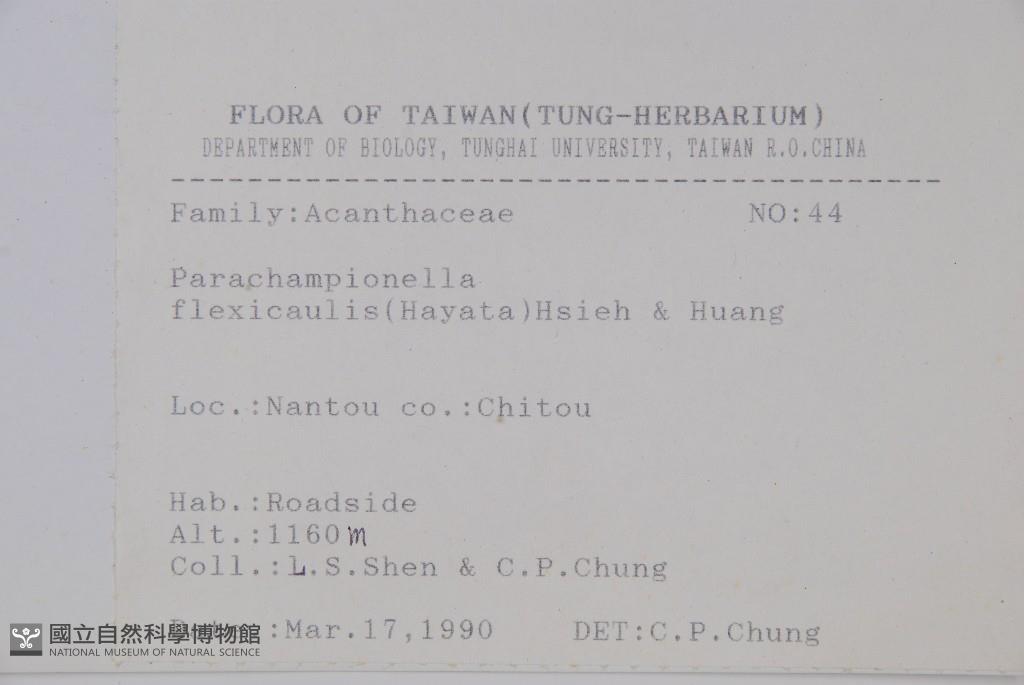 FLORA OF TAIWAN(TUNG-HERBARIUM)
DEPARTMENT OF BIOLOGY, TUNGHAI UNIVERSITY, TAIWAN R.O.CHINA
----------------------------------------
Family:Acanthaceae NO:44
Parachampionella
flexicaulis(Hayata)Hsieh & Huang
Loc.:Nantou co.:Chitou
Hab.:Roadside
Alt.:1160m
Coll.:L.S.Shen & C.P.Chung
Date.:Mar.17,1990 DET:C.P.Chung
國立自然科學博物館
NATIONAL MUSEUM OF NATURAL SCIENCE